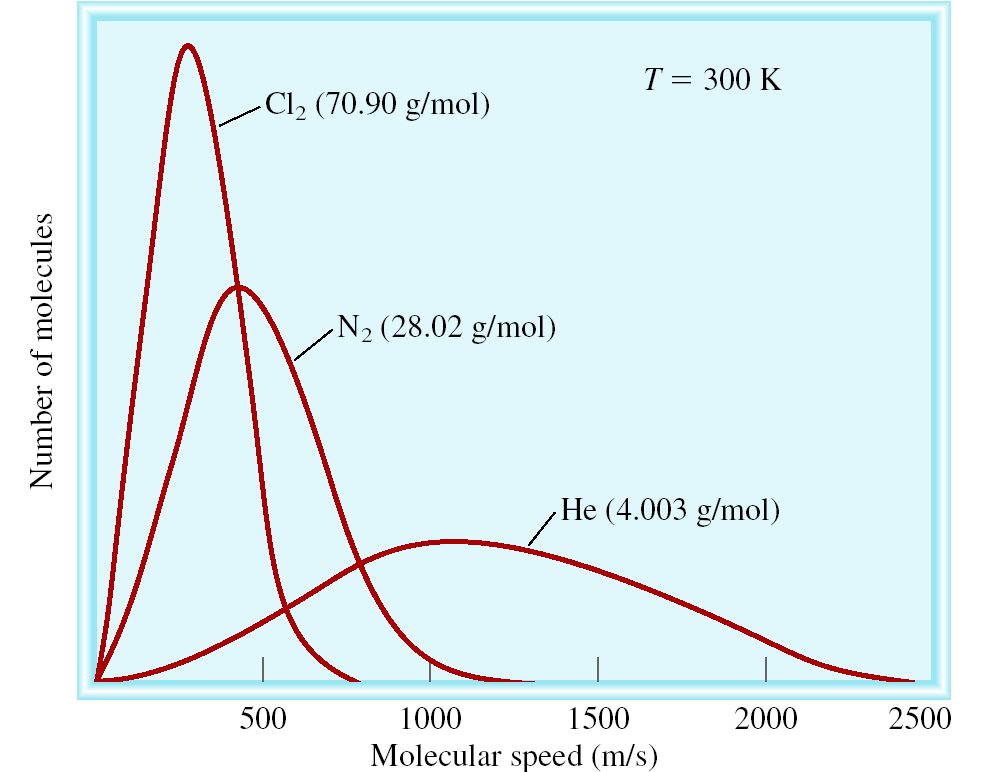 T = 300 K
Cl₂ (70.90 g/mol)
N₂ (28.02 g/mol)
He (4.003 g/mol)
Number of molecules
500 1000 1500 2000 2500
Molecular speed (m/s)